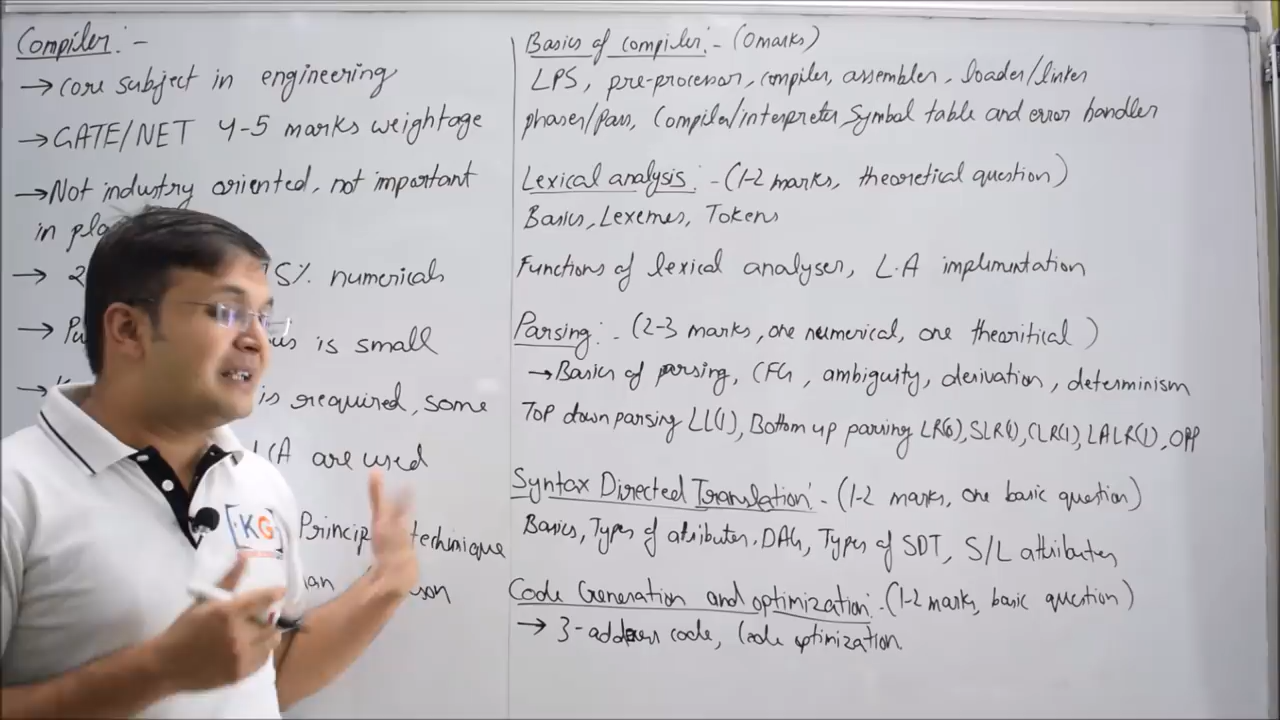 Compiler:-
→ core subject in engineering
→ GATE/NET 4-5 marks weightage
→ Not industry oriented, not important
in
→ 2 5% numericals
→ is small
→ is required, some
are used
Principle technique
KG
Basics of compiler:- (0marks)
LPS, pre-processor, compiler, assembler, loader/linker
phases/pass, Compiler/interpreter, Symbol table and error handler
Lexical analysis:- (1-2 marks, theoretical question)
Basics, Lexemes, Tokens
Functions of lexical analyser, L.A implimentation
Parsing:- (2-3 marks, one numerical, one theoritical)
→ Basics of parsing, CFG, ambiguity, derivation, determinism
Top down parsing LL(1), Bottom up parsing LR(0), SLR(1), CLR(1), LALR(1), OPP
Syntax Directed Translation:- (1-2 marks, one basic question)
Basics, Types of attributes, DAG, Types of SDT, S/L attributes
Code Generation and optimization:- (1-2 marks, basic question)
→ 3-address code, Code optimization